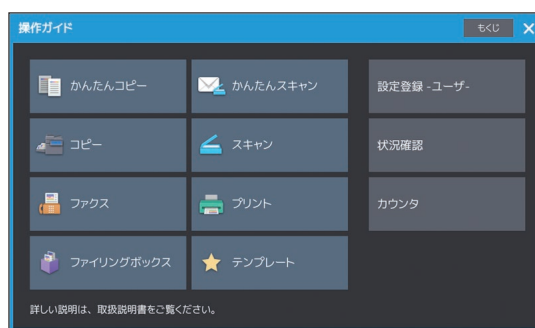 操作ガイド
もくじ
かんたんコピー
かんたんスキャン
設定登録 -ユーザ-
コピー
スキャン
状況確認
ファクス
プリント
カウンタ
ファイリングボックス
テンプレート
詳しい説明は、取扱説明書をご覧ください。